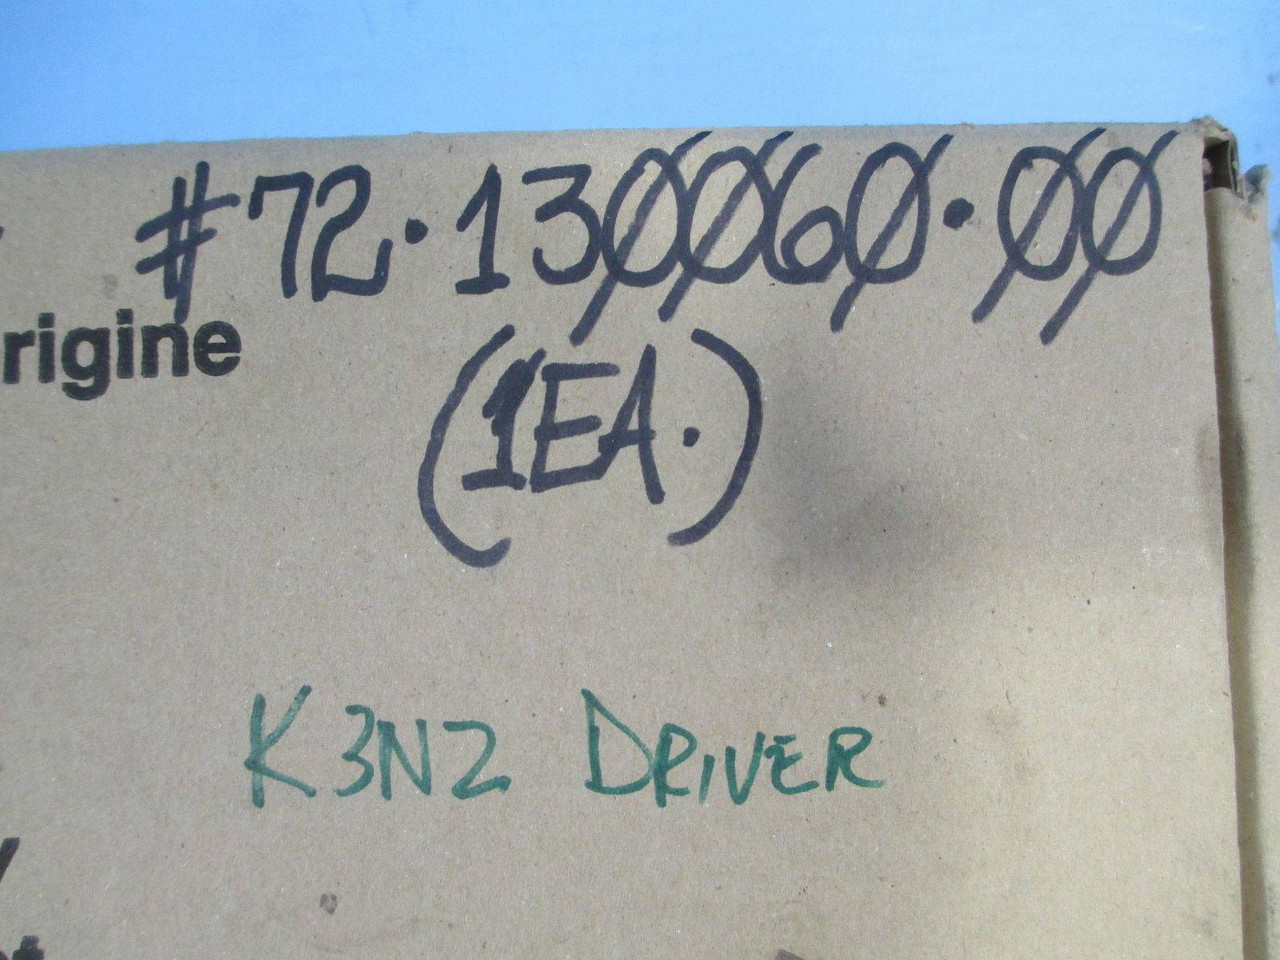 #72·130060·00
rigine
(1EA.)
K3N2 DRIVER